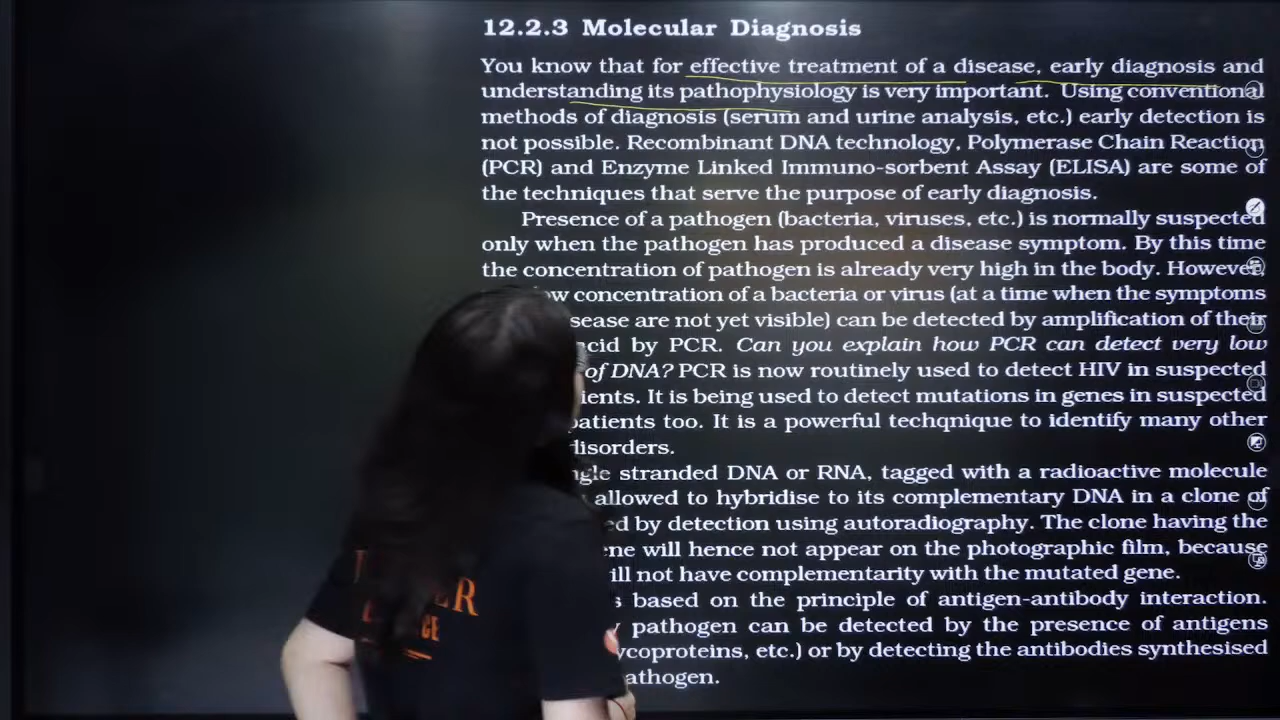 12.2.3 Molecular Diagnosis
You know that for effective treatment of a disease, early diagnosis and
understanding its pathophysiology is very important. Using conventional
methods of diagnosis (serum and urine analysis, etc.) early detection is
not possible. Recombinant DNA technology, Polymerase Chain Reaction
(PCR) and Enzyme Linked Immuno-sorbent Assay (ELISA) are some of
the techniques that serve the purpose of early diagnosis.
Presence of a pathogen (bacteria, viruses, etc.) is normally suspected
only when the pathogen has produced a disease symptom. By this time
the concentration of pathogen is already very high in the body. However,
concentration of a bacteria or virus (at a time when the symptoms
are not yet visible) can be detected by amplification of their
by PCR. Can you explain how PCR can detect very low
of DNA? PCR is now routinely used to detect HIV in suspected
It is being used to detect mutations in genes in suspected
patients too. It is a powerful techqnique to identify many other
disorders.
stranded DNA or RNA, tagged with a radioactive molecule
allowed to hybridise to its complementary DNA in a clone of
by detection using autoradiography. The clone having the
will hence not appear on the photographic film, because
not have complementarity with the mutated gene.
based on the principle of antigen-antibody interaction.
pathogen can be detected by the presence of antigens
etc.) or by detecting the antibodies synthesised